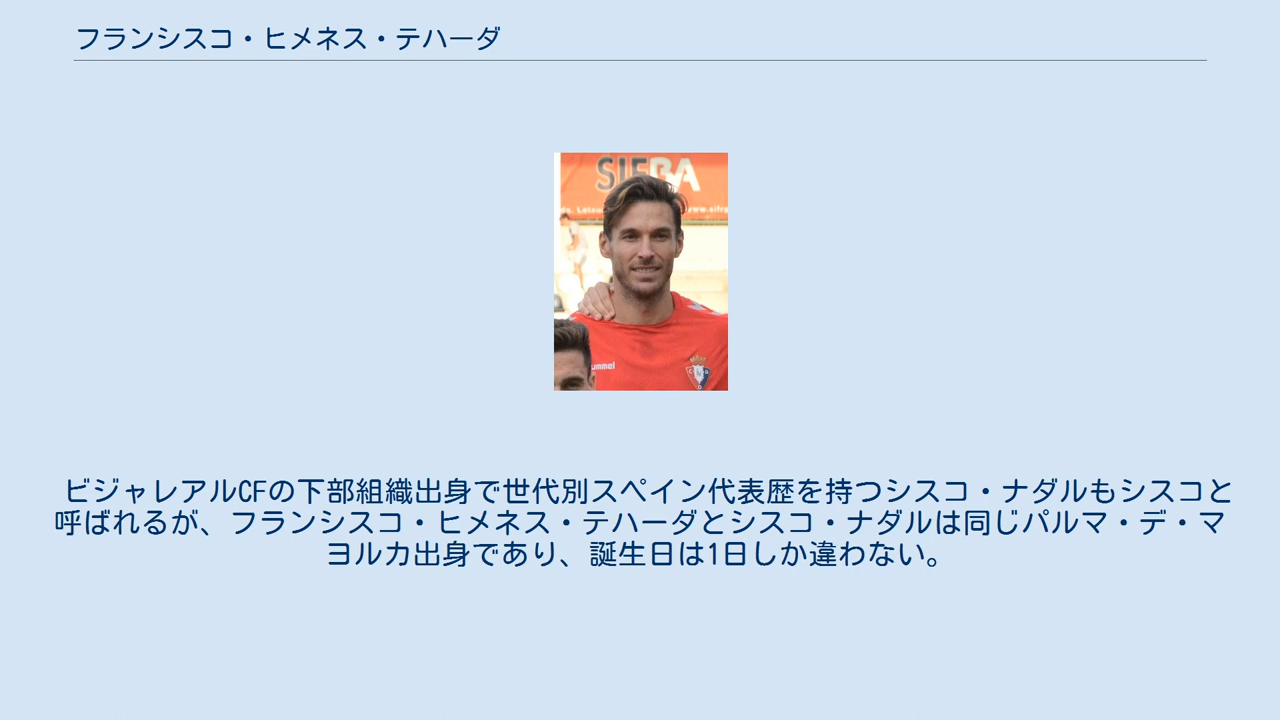 フランシスコ・ヒメネス・テハーダ
SIFRA
www.sifra
ummel
ビジャレアルCFの下部組織出身で世代別スペイン代表歴を持つシスコ・ナダルもシスコと
呼ばれるが、フランシスコ・ヒメネス・テハーダとシスコ・ナダルは同じパルマ・デ・マ
ヨルカ出身であり、誕生日は1日しか違わない。